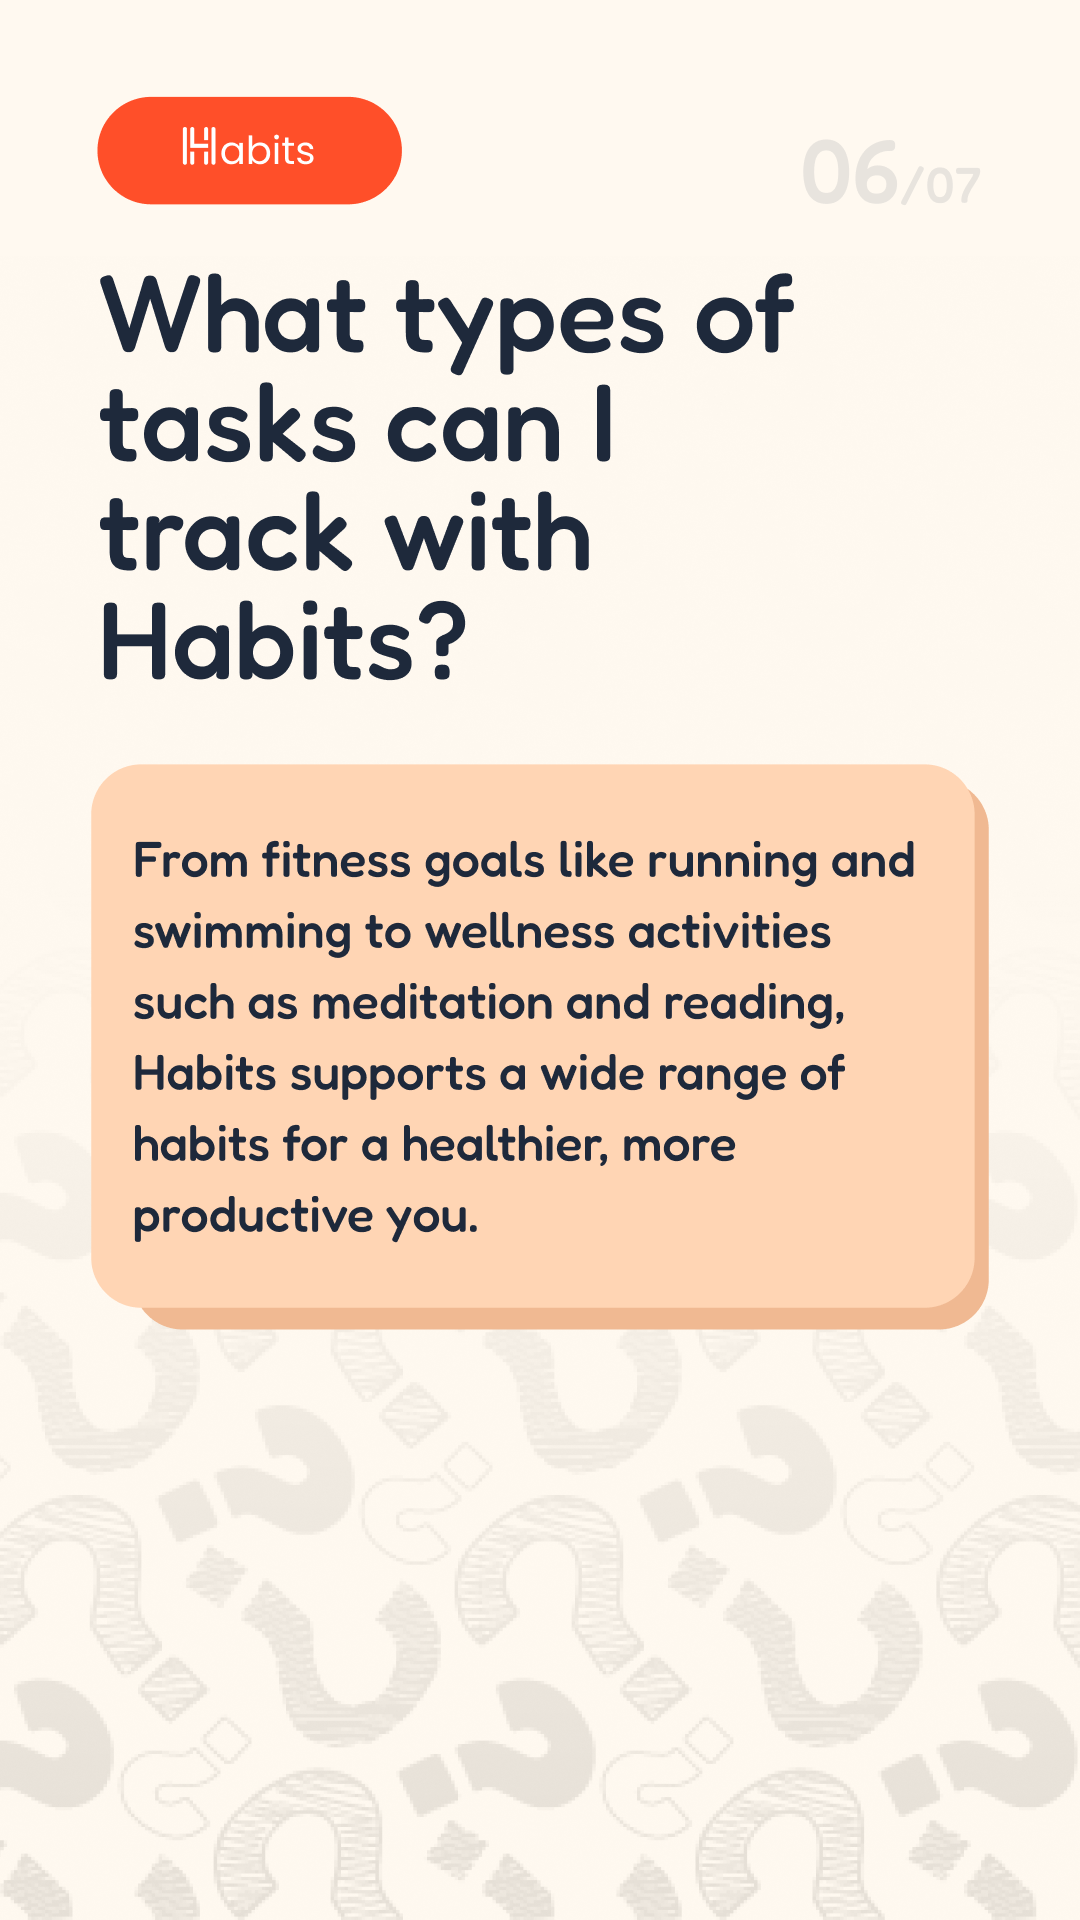 Habits
06/07
What types of
tasks can I
track with
Habits?
From fitness goals like running and
swimming to wellness activities
such as meditation and reading,
Habits supports a wide range of
habits for a healthier, more
productive you.